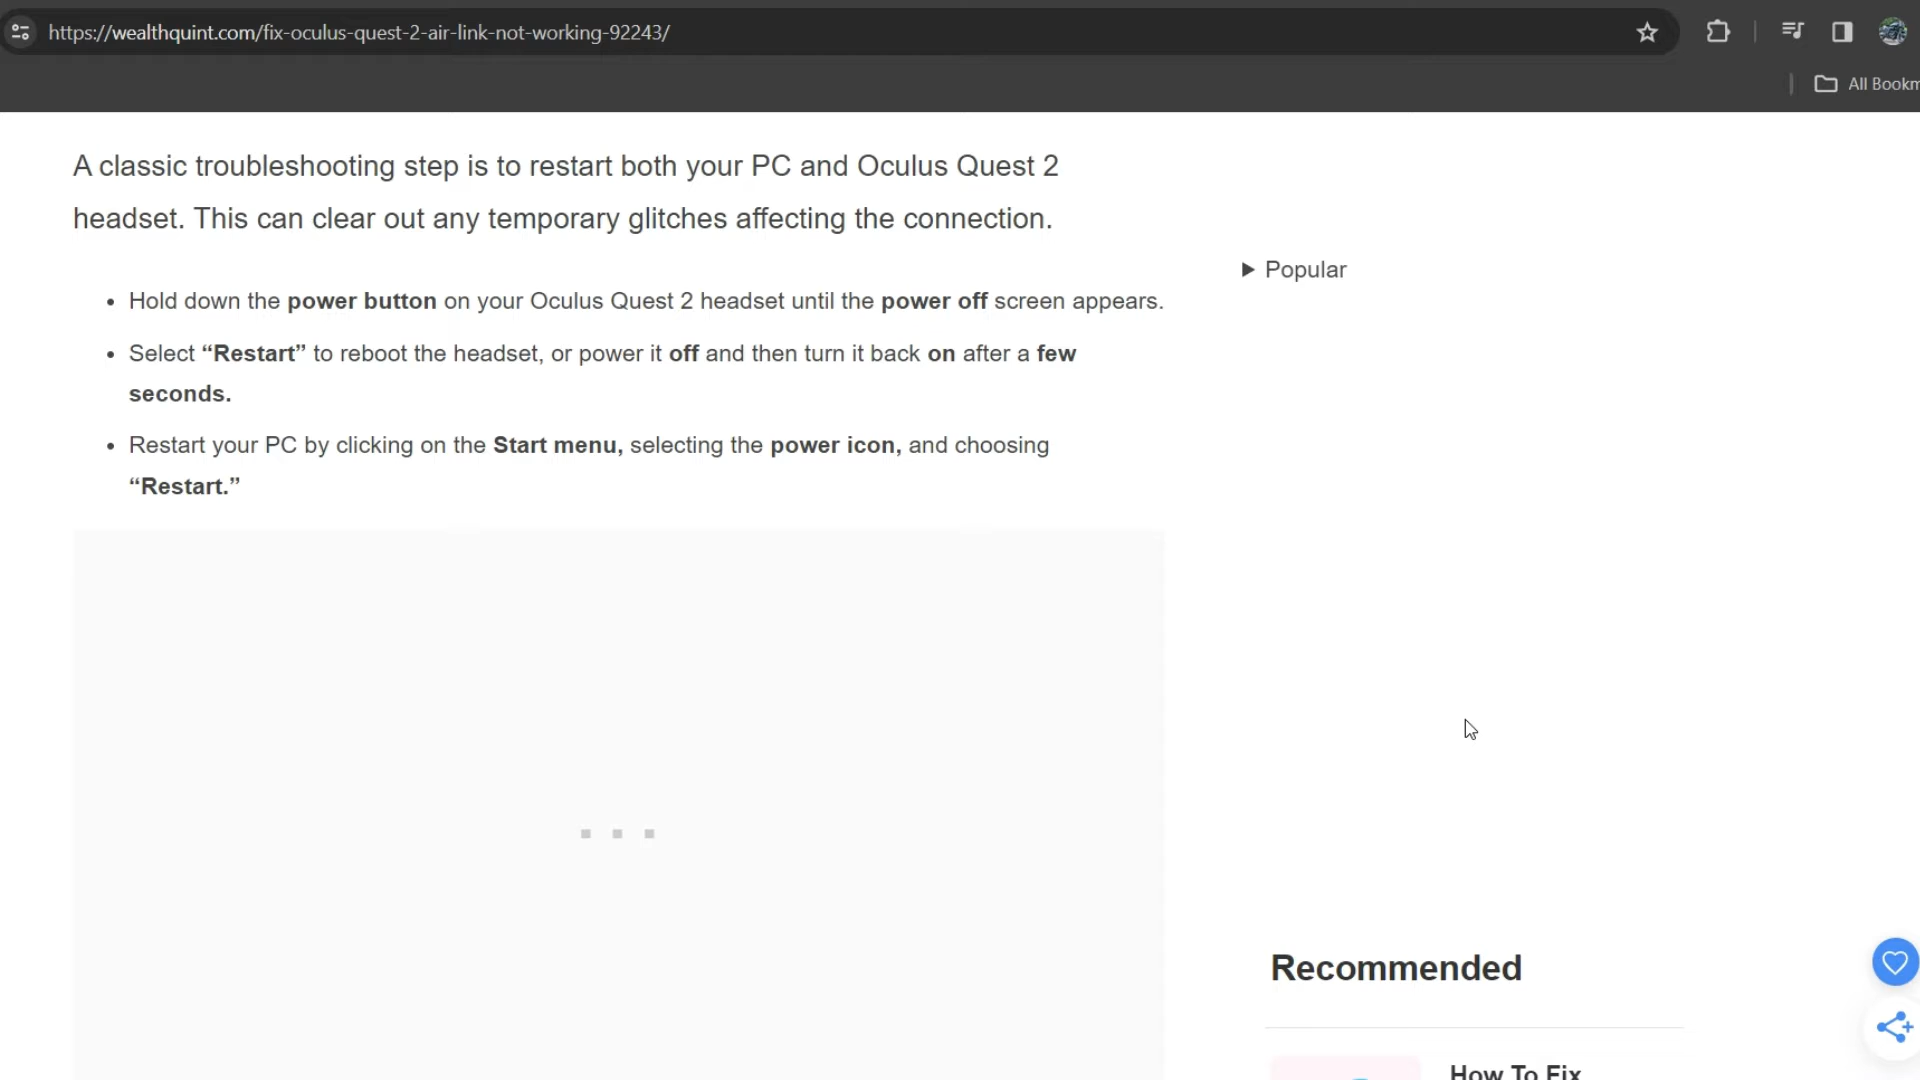 https://wealthquint.com/fix-oculus-quest-2-air-link-not-working-92243/
All Bookm
A classic troubleshooting step is to restart both your PC and Oculus Quest 2
headset. This can clear out any temporary glitches affecting the connection.
Popular
• Hold down the power button on your Oculus Quest 2 headset until the power off screen appears.
• Select “Restart” to reboot the headset, or power it off and then turn it back on after a few
seconds.
• Restart your PC by clicking on the Start menu, selecting the power icon, and choosing
“Restart.”
Recommended
How To Fix